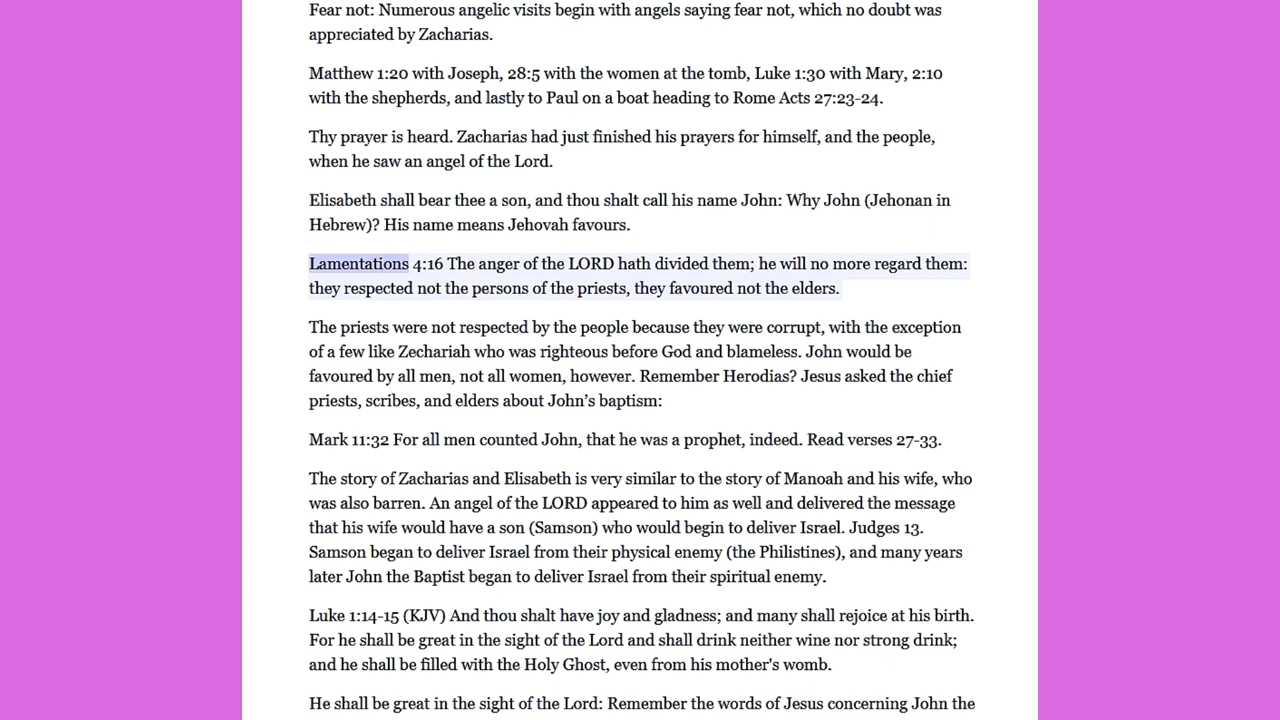 Fear not: Numerous angelic visits begin with angels saying fear not, which no doubt was
appreciated by Zacharias.
Matthew 1:20 with Joseph, 28:5 with the women at the tomb, Luke 1:30 with Mary, 2:10
with the shepherds, and lastly to Paul on a boat heading to Rome Acts 27:23-24.
Thy prayer is heard. Zacharias had just finished his prayers for himself, and the people,
when he saw an angel of the Lord.
Elisabeth shall bear thee a son, and thou shalt call his name John: Why John (Jehonan in
Hebrew)? His name means Jehovah favours.
Lamentations 4:16 The anger of the LORD hath divided them; he will no more regard them:
they respected not the persons of the priests, they favoured not the elders.
The priests were not respected by the people because they were corrupt, with the exception
of a few like Zechariah who was righteous before God and blameless. John would be
favoured by all men, not all women, however. Remember Herodias? Jesus asked the chief
priests, scribes, and elders about John’s baptism:
Mark 11:32 For all men counted John, that he was a prophet, indeed. Read verses 27-33.
The story of Zacharias and Elisabeth is very similar to the story of Manoah and his wife, who
was also barren. An angel of the LORD appeared to him as well and delivered the message
that his wife would have a son (Samson) who would begin to deliver Israel. Judges 13.
Samson began to deliver Israel from their physical enemy (the Philistines), and many years
later John the Baptist began to deliver Israel from their spiritual enemy.
Luke 1:14-15 (KJV) And thou shalt have joy and gladness; and many shall rejoice at his birth.
For he shall be great in the sight of the Lord and shall drink neither wine nor strong drink;
and he shall be filled with the Holy Ghost, even from his mother's womb.
He shall be great in the sight of the Lord: Remember the words of Jesus concerning John the